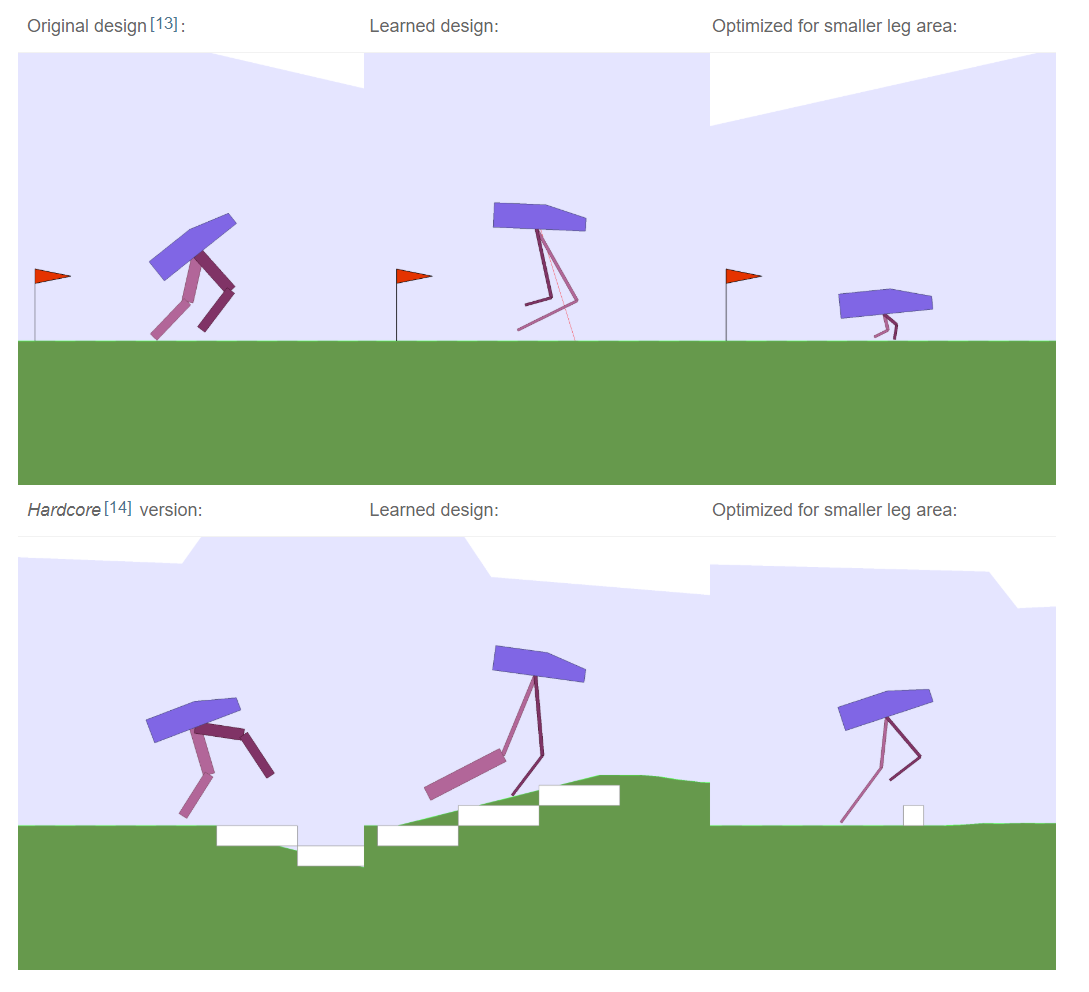 Original design [13] : Learned design: Optimized for smaller leg area:
Hardcore [14] version: Learned design: Optimized for smaller leg area: